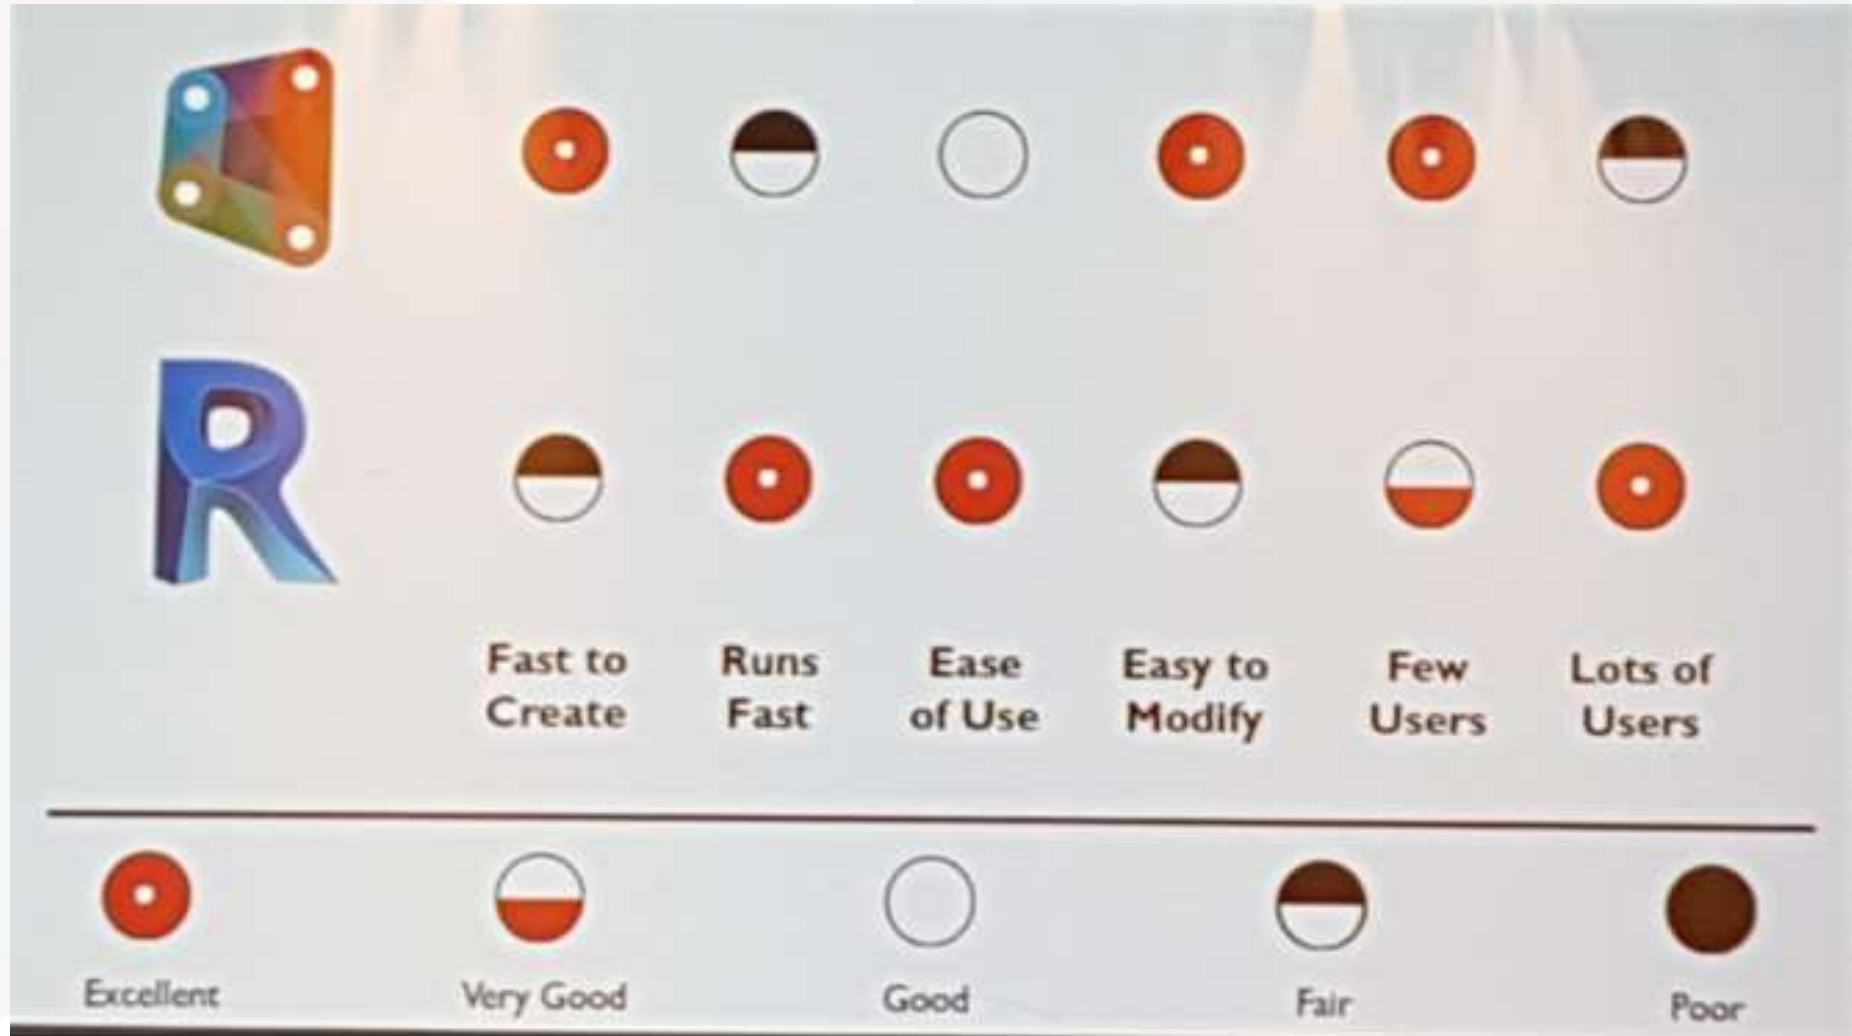 R
Fast to
Create
Runs
Fast
Ease
of Use
Easy to
Modify
Few
Users
Lots of
Users
Excellent
Very Good
Good
Fair
Poor